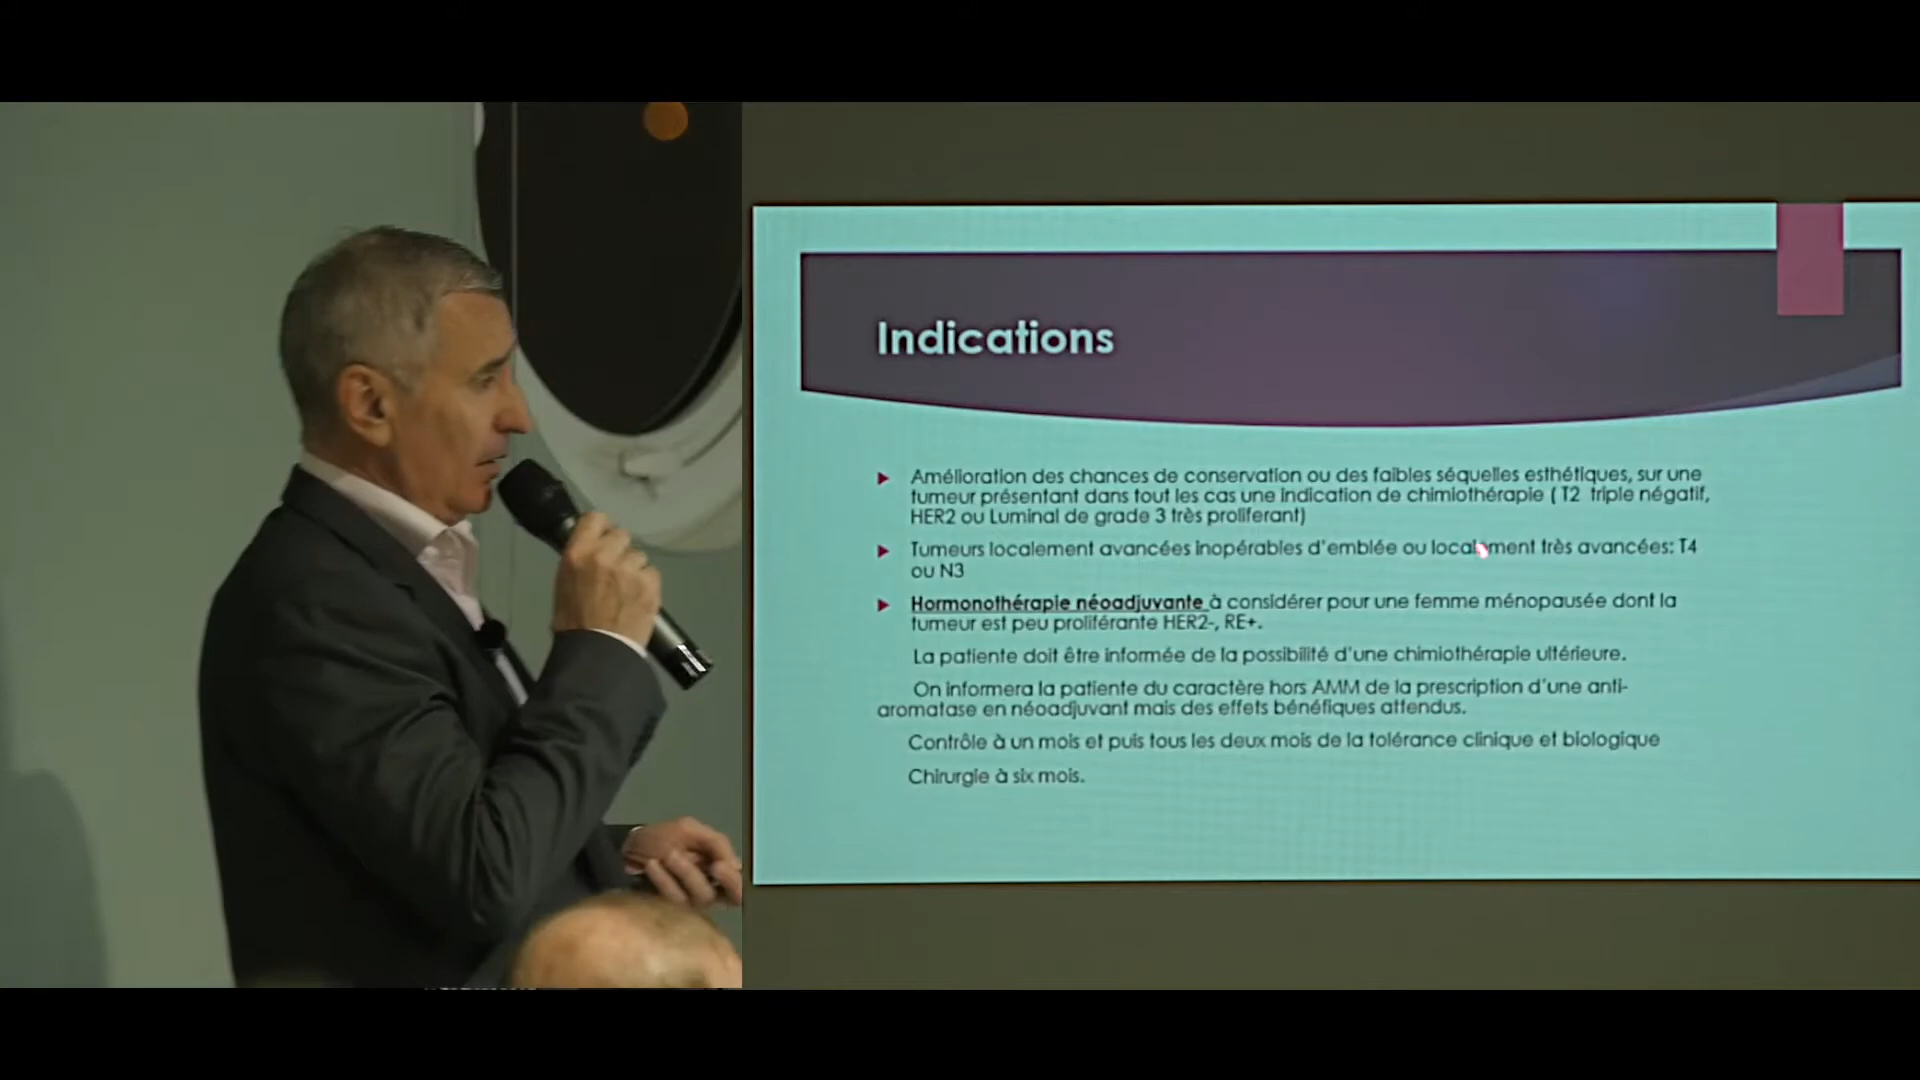 Indications
Amélioration des chances de conservation ou des faibles séquelles esthétiques, sur une
tumeur présentant dans tout les cas une indication de chimiothérapie ( T2 triple négatif,
HER2 ou Luminal de grade 3 très proliferant)
Tumeurs localement avancées inopérables d'emblée ou localement très avancées: T4
ou N3
Hormonothérapie néoadjuvante à considérer pour une femme ménopausée dont la
tumeur est peu proliférante HER2-, RE+.
La patiente doit être informée de la possibilité d'une chimiothérapie ultérieure.
On informera la patiente du caractère hors AMM de la prescription d'une anti-
aromatase en néoadjuvant mais des effets bénéfiques attendus.
Contrôle à un mois et puis tous les deux mois de la tolérance clinique et biologique
Chirurgie à six mois.